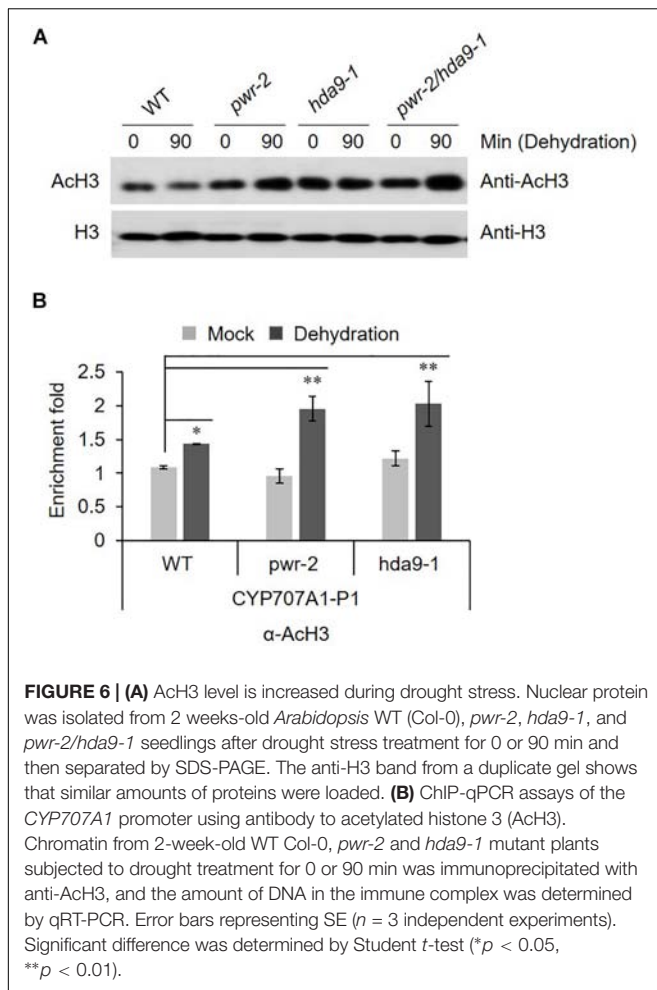 A
WT pwr-2 hda9-1 pwr-2/hda9-1
0 90 0 90 0 90 0 90 Min (Dehydration)
AcH3 Anti-AcH3
H3 Anti-H3
B
Mock Dehydration
Enrichment fold
2.5
2
1.5
1
0.5
0
* ** **
WT pwr-2 hda9-1
CYP707A1-P1
α-AcH3
FIGURE 6 | (A) AcH3 level is increased during drought stress. Nuclear protein
was isolated from 2 weeks-old Arabidopsis WT (Col-0), pwr-2, hda9-1, and
pwr-2/hda9-1 seedlings after drought stress treatment for 0 or 90 min and
then separated by SDS-PAGE. The anti-H3 band from a duplicate gel shows
that similar amounts of proteins were loaded. (B) ChIP-qPCR assays of the
CYP707A1 promoter using antibody to acetylated histone 3 (AcH3).
Chromatin from 2-week-old WT Col-0, pwr-2 and hda9-1 mutant plants
subjected to drought treatment for 0 or 90 min was immunoprecipitated with
anti-AcH3, and the amount of DNA in the immune complex was determined
by qRT-PCR. Error bars representing SE (n = 3 independent experiments).
Significant difference was determined by Student t-test (*p < 0.05,
**p < 0.01).